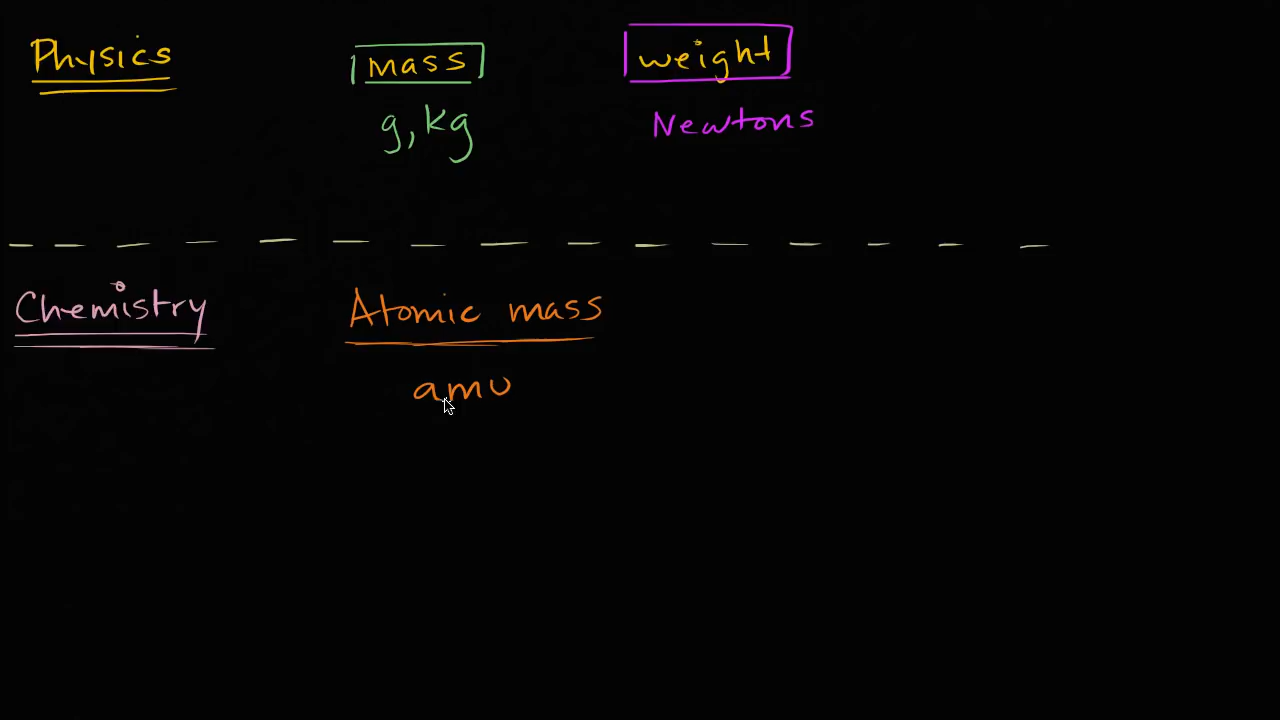 Physics mass weight
g, kg Newtons
Chemistry Atomic mass
amu